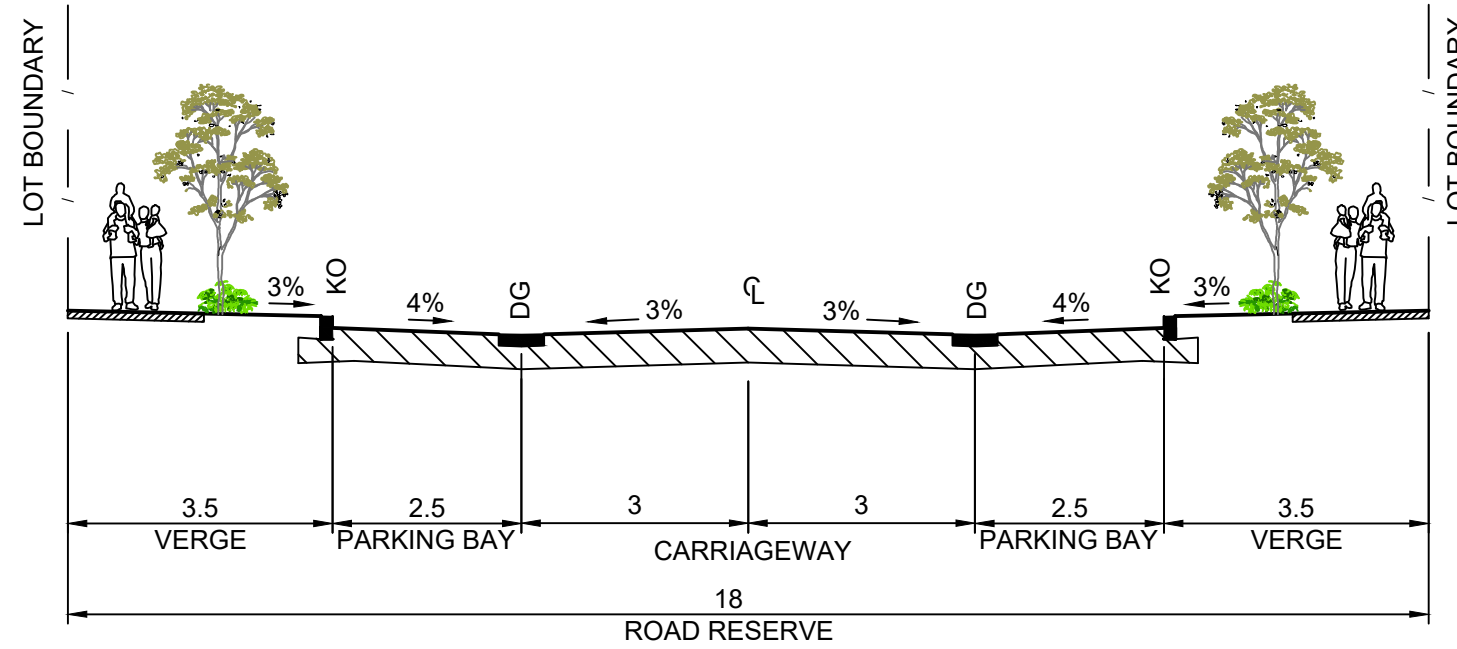 LOT BOUNDARY
LOT BOUNDARY
3%
KO
4%
DG
3%
℄
3%
DG
4%
KO
3%
3.5
2.5
3
3
2.5
3.5
VERGE
PARKING BAY
CARRIAGEWAY
PARKING BAY
VERGE
18
ROAD RESERVE